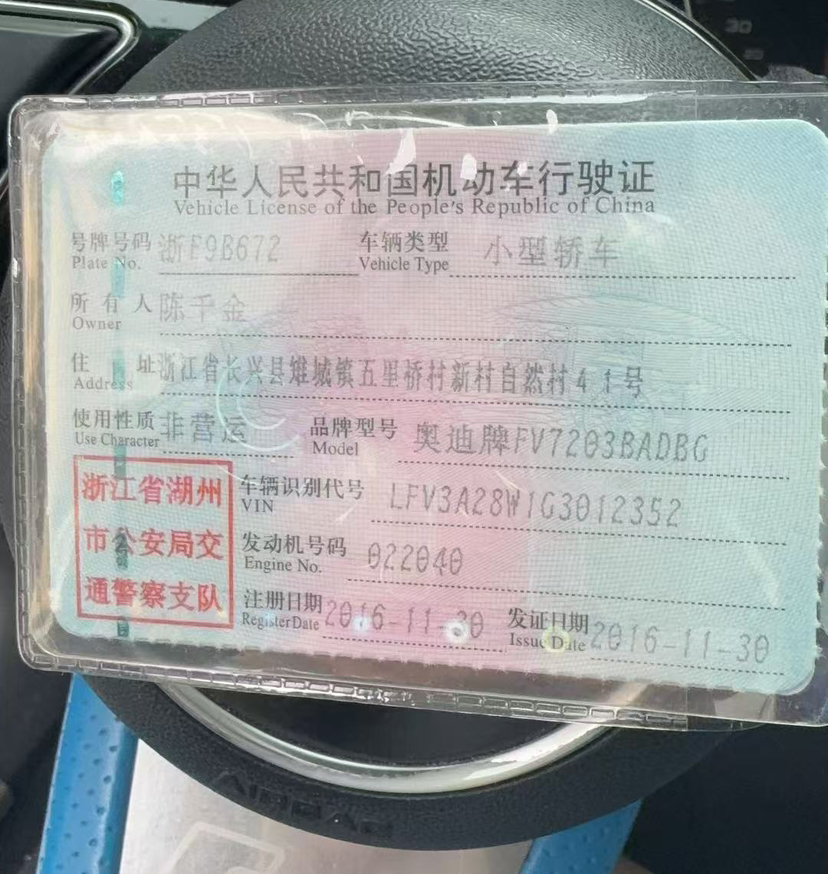 中华人民共和国机动车行驶证
Vehicle License of the People's Republic of China
号牌号码 浙E9B672 车辆类型 小型轿车
Plate No. Vehicle Type
所有人 陈千金
Owner
住址 浙江省长兴县雉城镇五里桥村新村自然村41号
Address
使用性质 非营运 品牌型号 奥迪牌FV7203BADBG
Use Character Model
浙江省湖州
市公安局交
通警察支队
车辆识别代号 LFV3A28W1G3012352
VIN
发动机号码 022040
Engine No.
注册日期 2016-11-30 发证日期 2016-11-30
Register Date Issue Date
AIRBAG